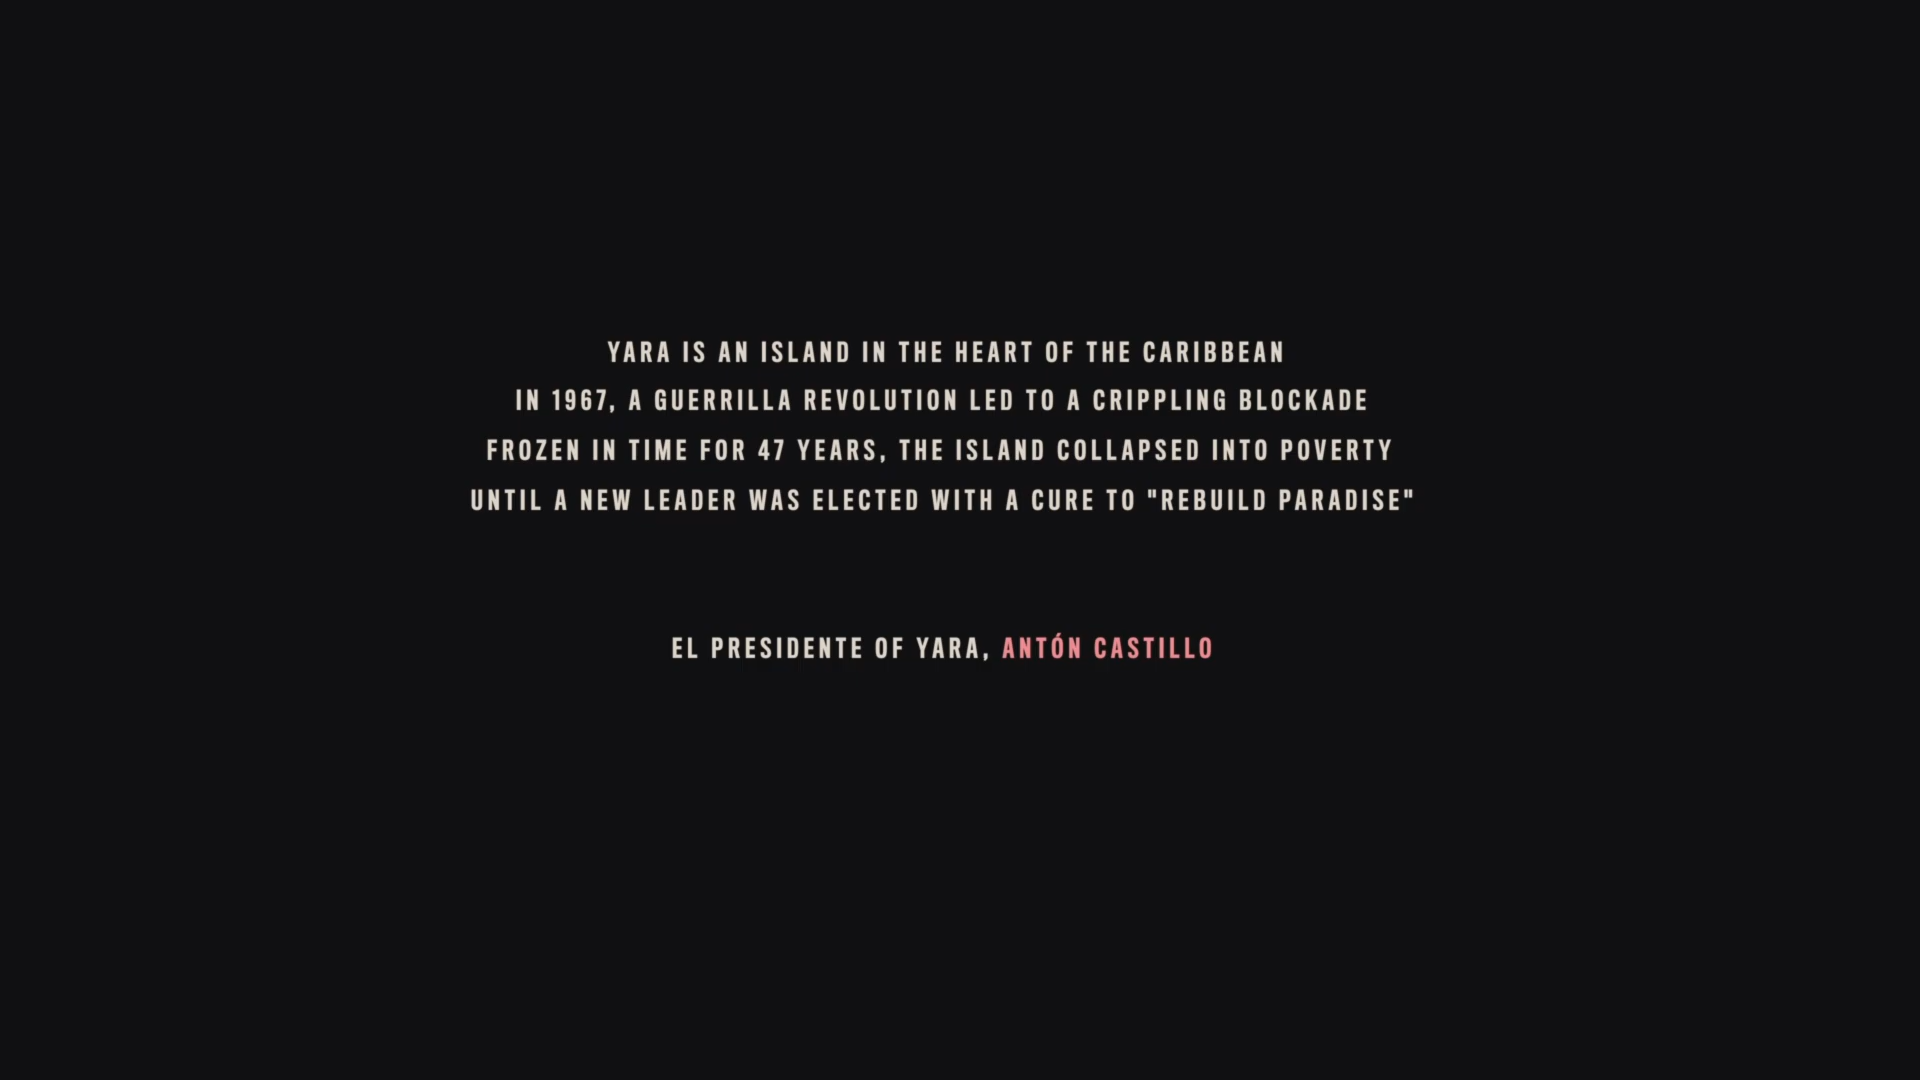 YARA IS AN ISLAND IN THE HEART OF THE CARIBBEAN
IN 1967, A GUERRILLA REVOLUTION LED TO A CRIPPLING BLOCKADE
FROZEN IN TIME FOR 47 YEARS, THE ISLAND COLLAPSED INTO POVERTY
UNTIL A NEW LEADER WAS ELECTED WITH A CURE TO "REBUILD PARADISE"
EL PRESIDENTE OF YARA, ANTÓN CASTILLO